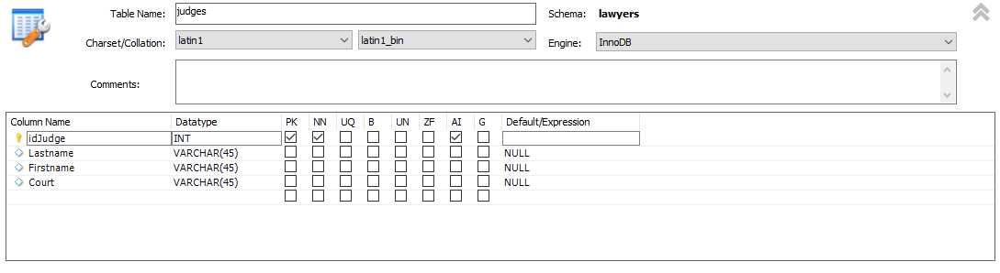 Table Name: judges Schema: lawyers
Charset/Collation: latin1 latin1_bin Engine: InnoDB
Comments:
Column Name Datatype PK NN UQ B UN ZF AI G Default/Expression
idJudge INT
Lastname VARCHAR(45) NULL
Firstname VARCHAR(45) NULL
Court VARCHAR(45) NULL